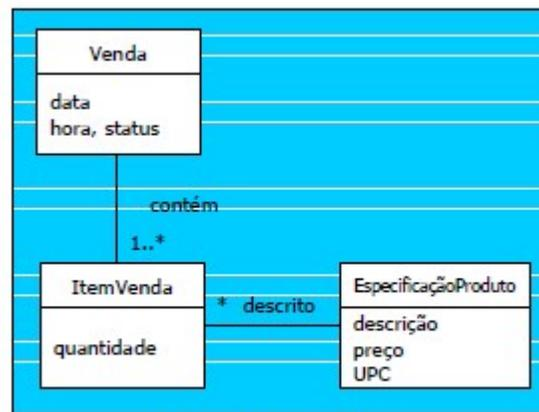 Venda
data
hora, status
contém
1..*
ItemVenda
quantidade
* descrito
EspecificaçãoProduto
descrição
preço
UPC